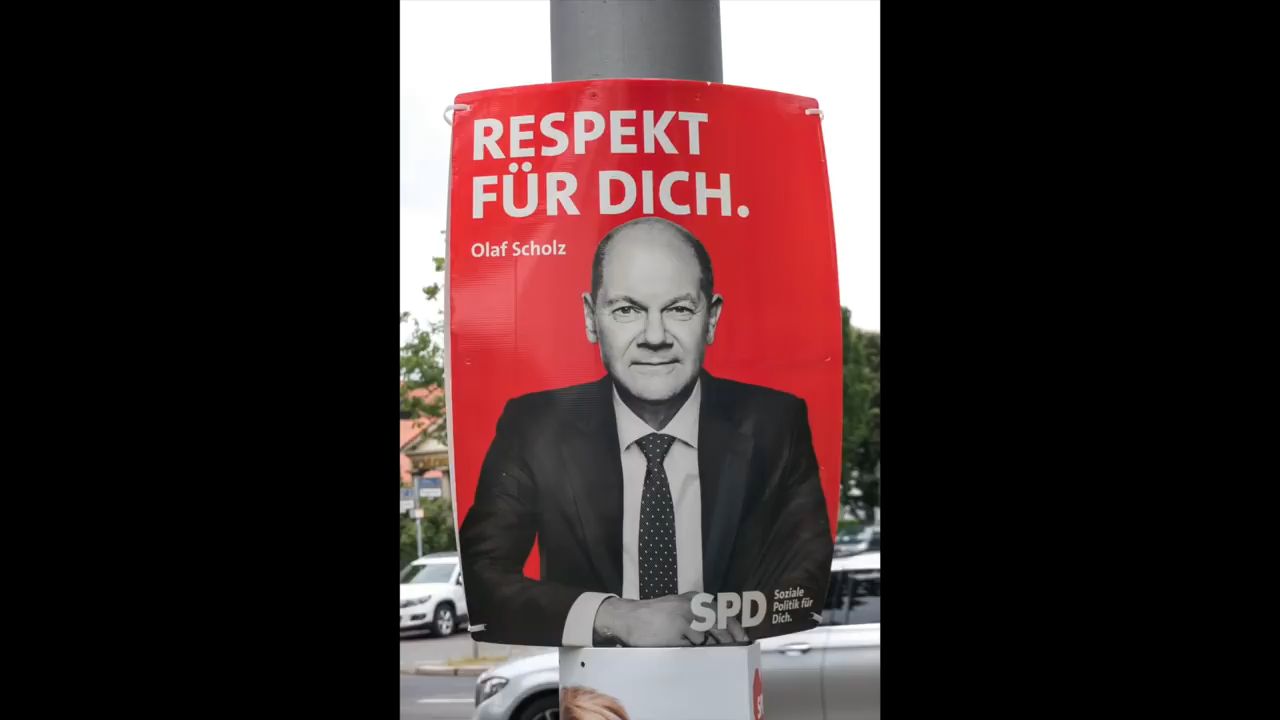 RESPEKT
FÜR DICH.
Olaf Scholz
SPD
Soziale
Politik für
Dich.